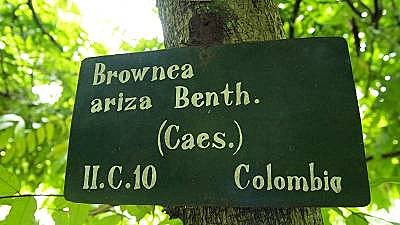 Brownea
ariza Benth.
(Caes.)
II.C.10 Colombia